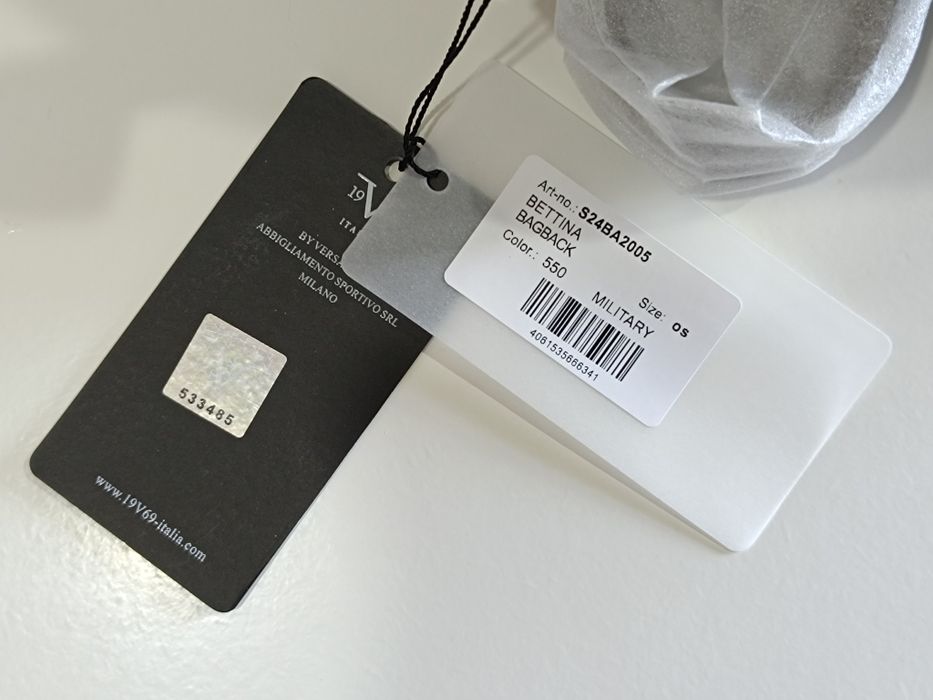 19V
ITA
BY VERSA
ABBIGLIAMENTO SPORTIVO SRL
MILANO
533485
www.19V69-italia.com
Art-no.: S24BA2005
BETTINA
BAGBACK
Color.: 550
MILITARY
Size: os
4061535666341